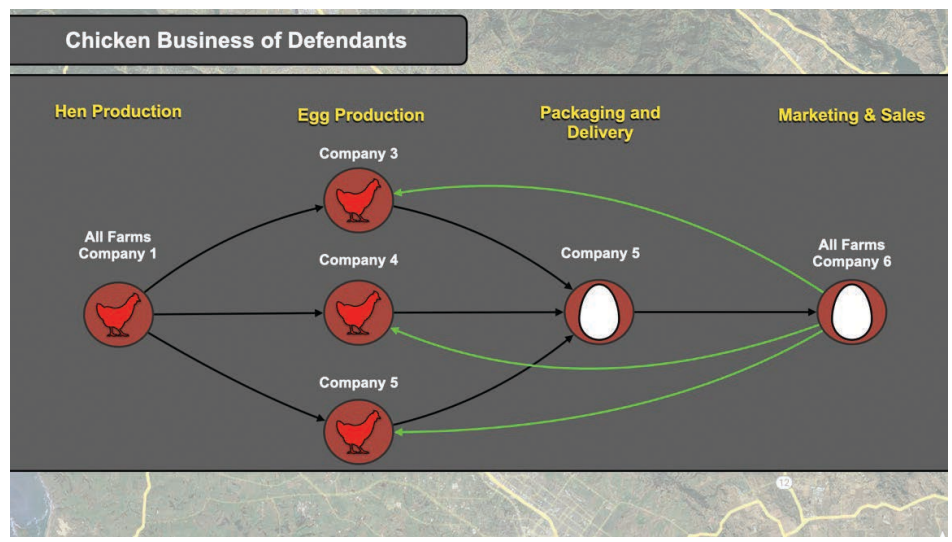 Chicken Business of Defendants
Hen Production
Egg Production
Packaging and
Delivery
Marketing & Sales
Company 3
All Farms
Company 1
Company 4
Company 5
All Farms
Company 6
Company 5
12